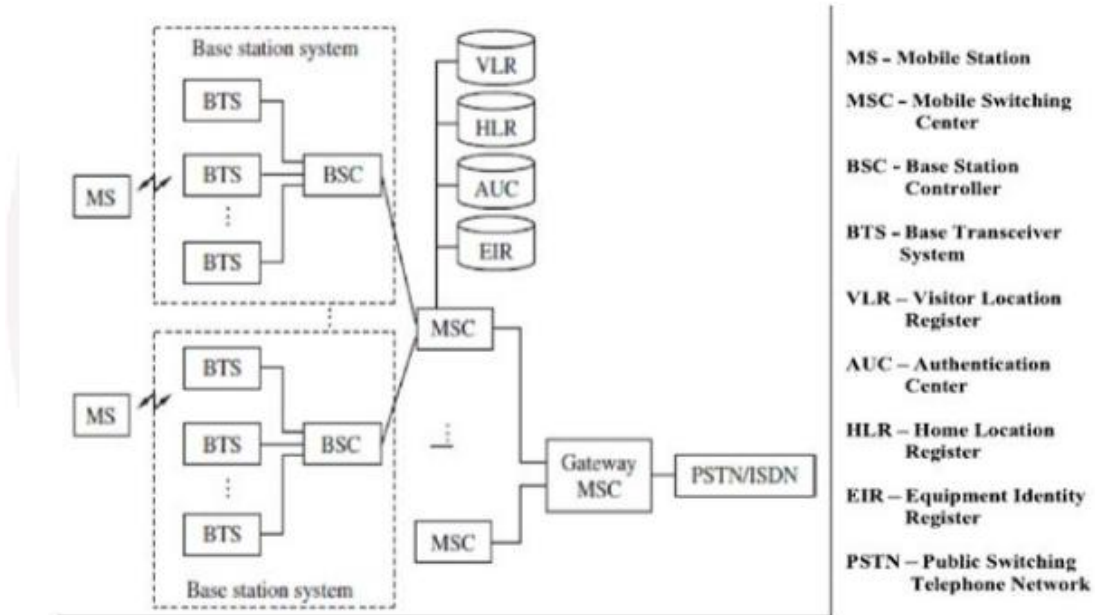 Base station system
BTS
BTS
BTS
BSC
MS
VLR
HLR
AUC
EIR
MSC
BTS
BTS
BTS
BSC
MS
Base station system
MSC
Gateway
MSC
PSTN/ISDN
MS – Mobile Station
MSC – Mobile Switching
Center
BSC - Base Station
Controller
BTS – Base Transceiver
System
VLR – Visitor Location
Register
AUC – Authentication
Center
HLR – Home Location
Register
EIR – Equipment Identity
Register
PSTN – Public Switching
Telephone Network